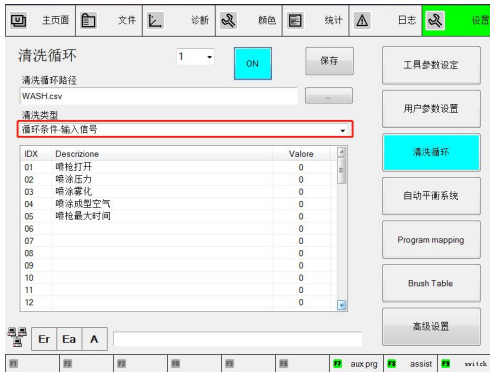 主页面 文件 诊断 颜色 统计 日志 设置
清洗循环 1 ON 保存
清洗循环路径
WASH.csv ...
清洗类型
循环条件-输入信号
IDX Descrizione Valore
01 喷枪打开 0
02 喷涂压力 0
03 喷涂雾化 0
04 喷涂成型空气 0
05 喷枪最大时间 0
06 0
07 0
08 0
09 0
10 0
11 0
12 0
工具参数设定
用户参数设置
清洗循环
自动平衡系统
Program mapping
Brush Table
高级设置
Er Ea A
F1 F2 F3 F4 F5 F6 F7 aux prg F8 assist F9 switch